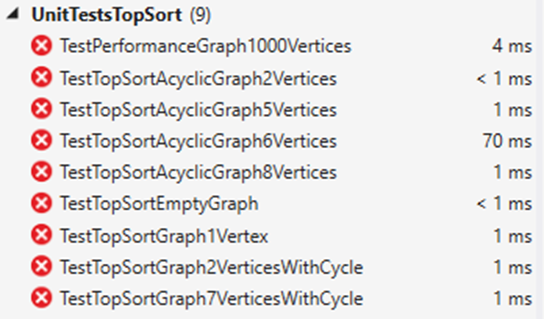 UnitTestsTopSort (9)
TestPerformanceGraph1000Vertices 4 ms
TestTopSortAcyclicGraph2Vertices < 1 ms
TestTopSortAcyclicGraph5Vertices 1 ms
TestTopSortAcyclicGraph6Vertices 70 ms
TestTopSortAcyclicGraph8Vertices 1 ms
TestTopSortEmptyGraph < 1 ms
TestTopSortGraph1Vertex 1 ms
TestTopSortGraph2VerticesWithCycle 1 ms
TestTopSortGraph7VerticesWithCycle 1 ms